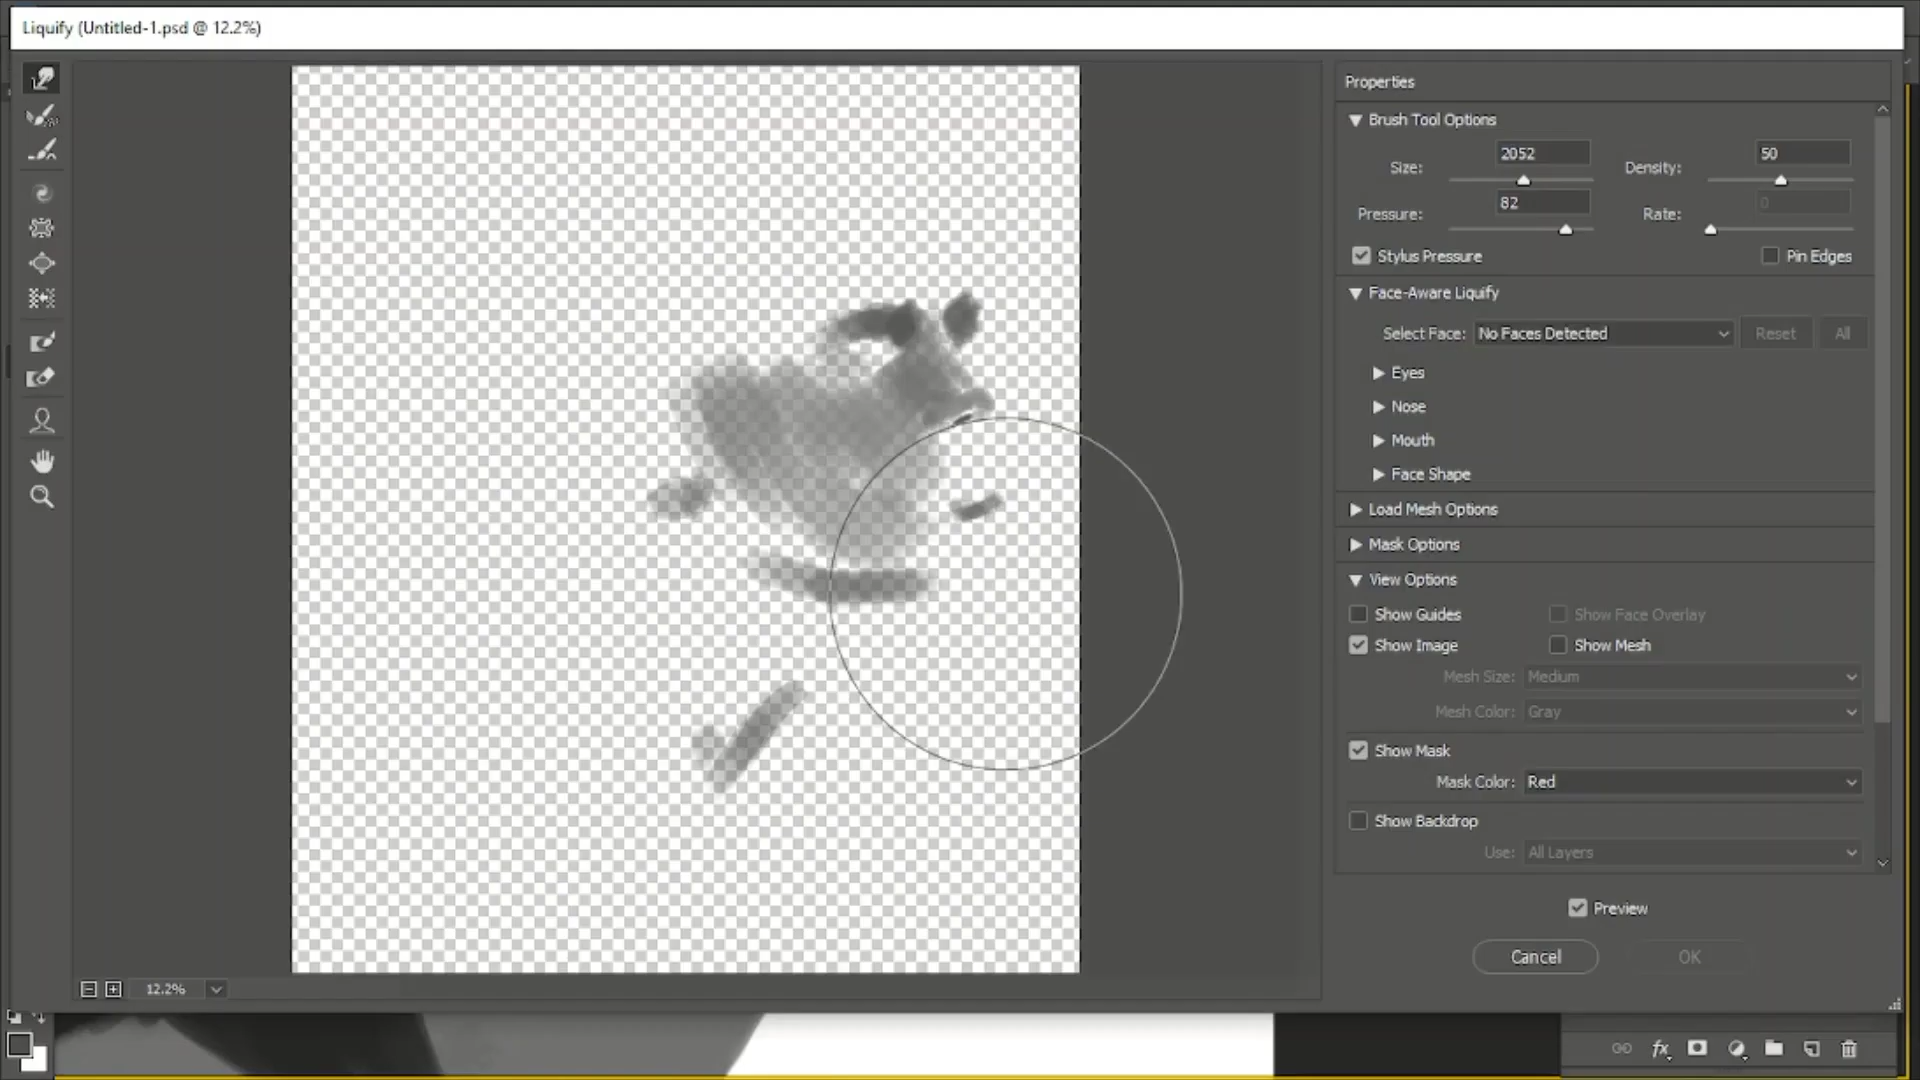 Liquify (Untitled-1.psd @ 12.2%)
Properties
Brush Tool Options
Size: 2052 Density: 50
Pressure: 82 Rate: 0
Stylus Pressure Pin Edges
Face-Aware Liquify
Select Face: No Faces Detected Reset All
Eyes
Nose
Mouth
Face Shape
Load Mesh Options
Mask Options
View Options
Show Guides Show Face Overlay
Show Image Show Mesh
Mesh Size: Medium
Mesh Color: Gray
Show Mask
Mask Color: Red
Show Backdrop
Use: All Layers
Preview
Cancel OK
12.2%
fx